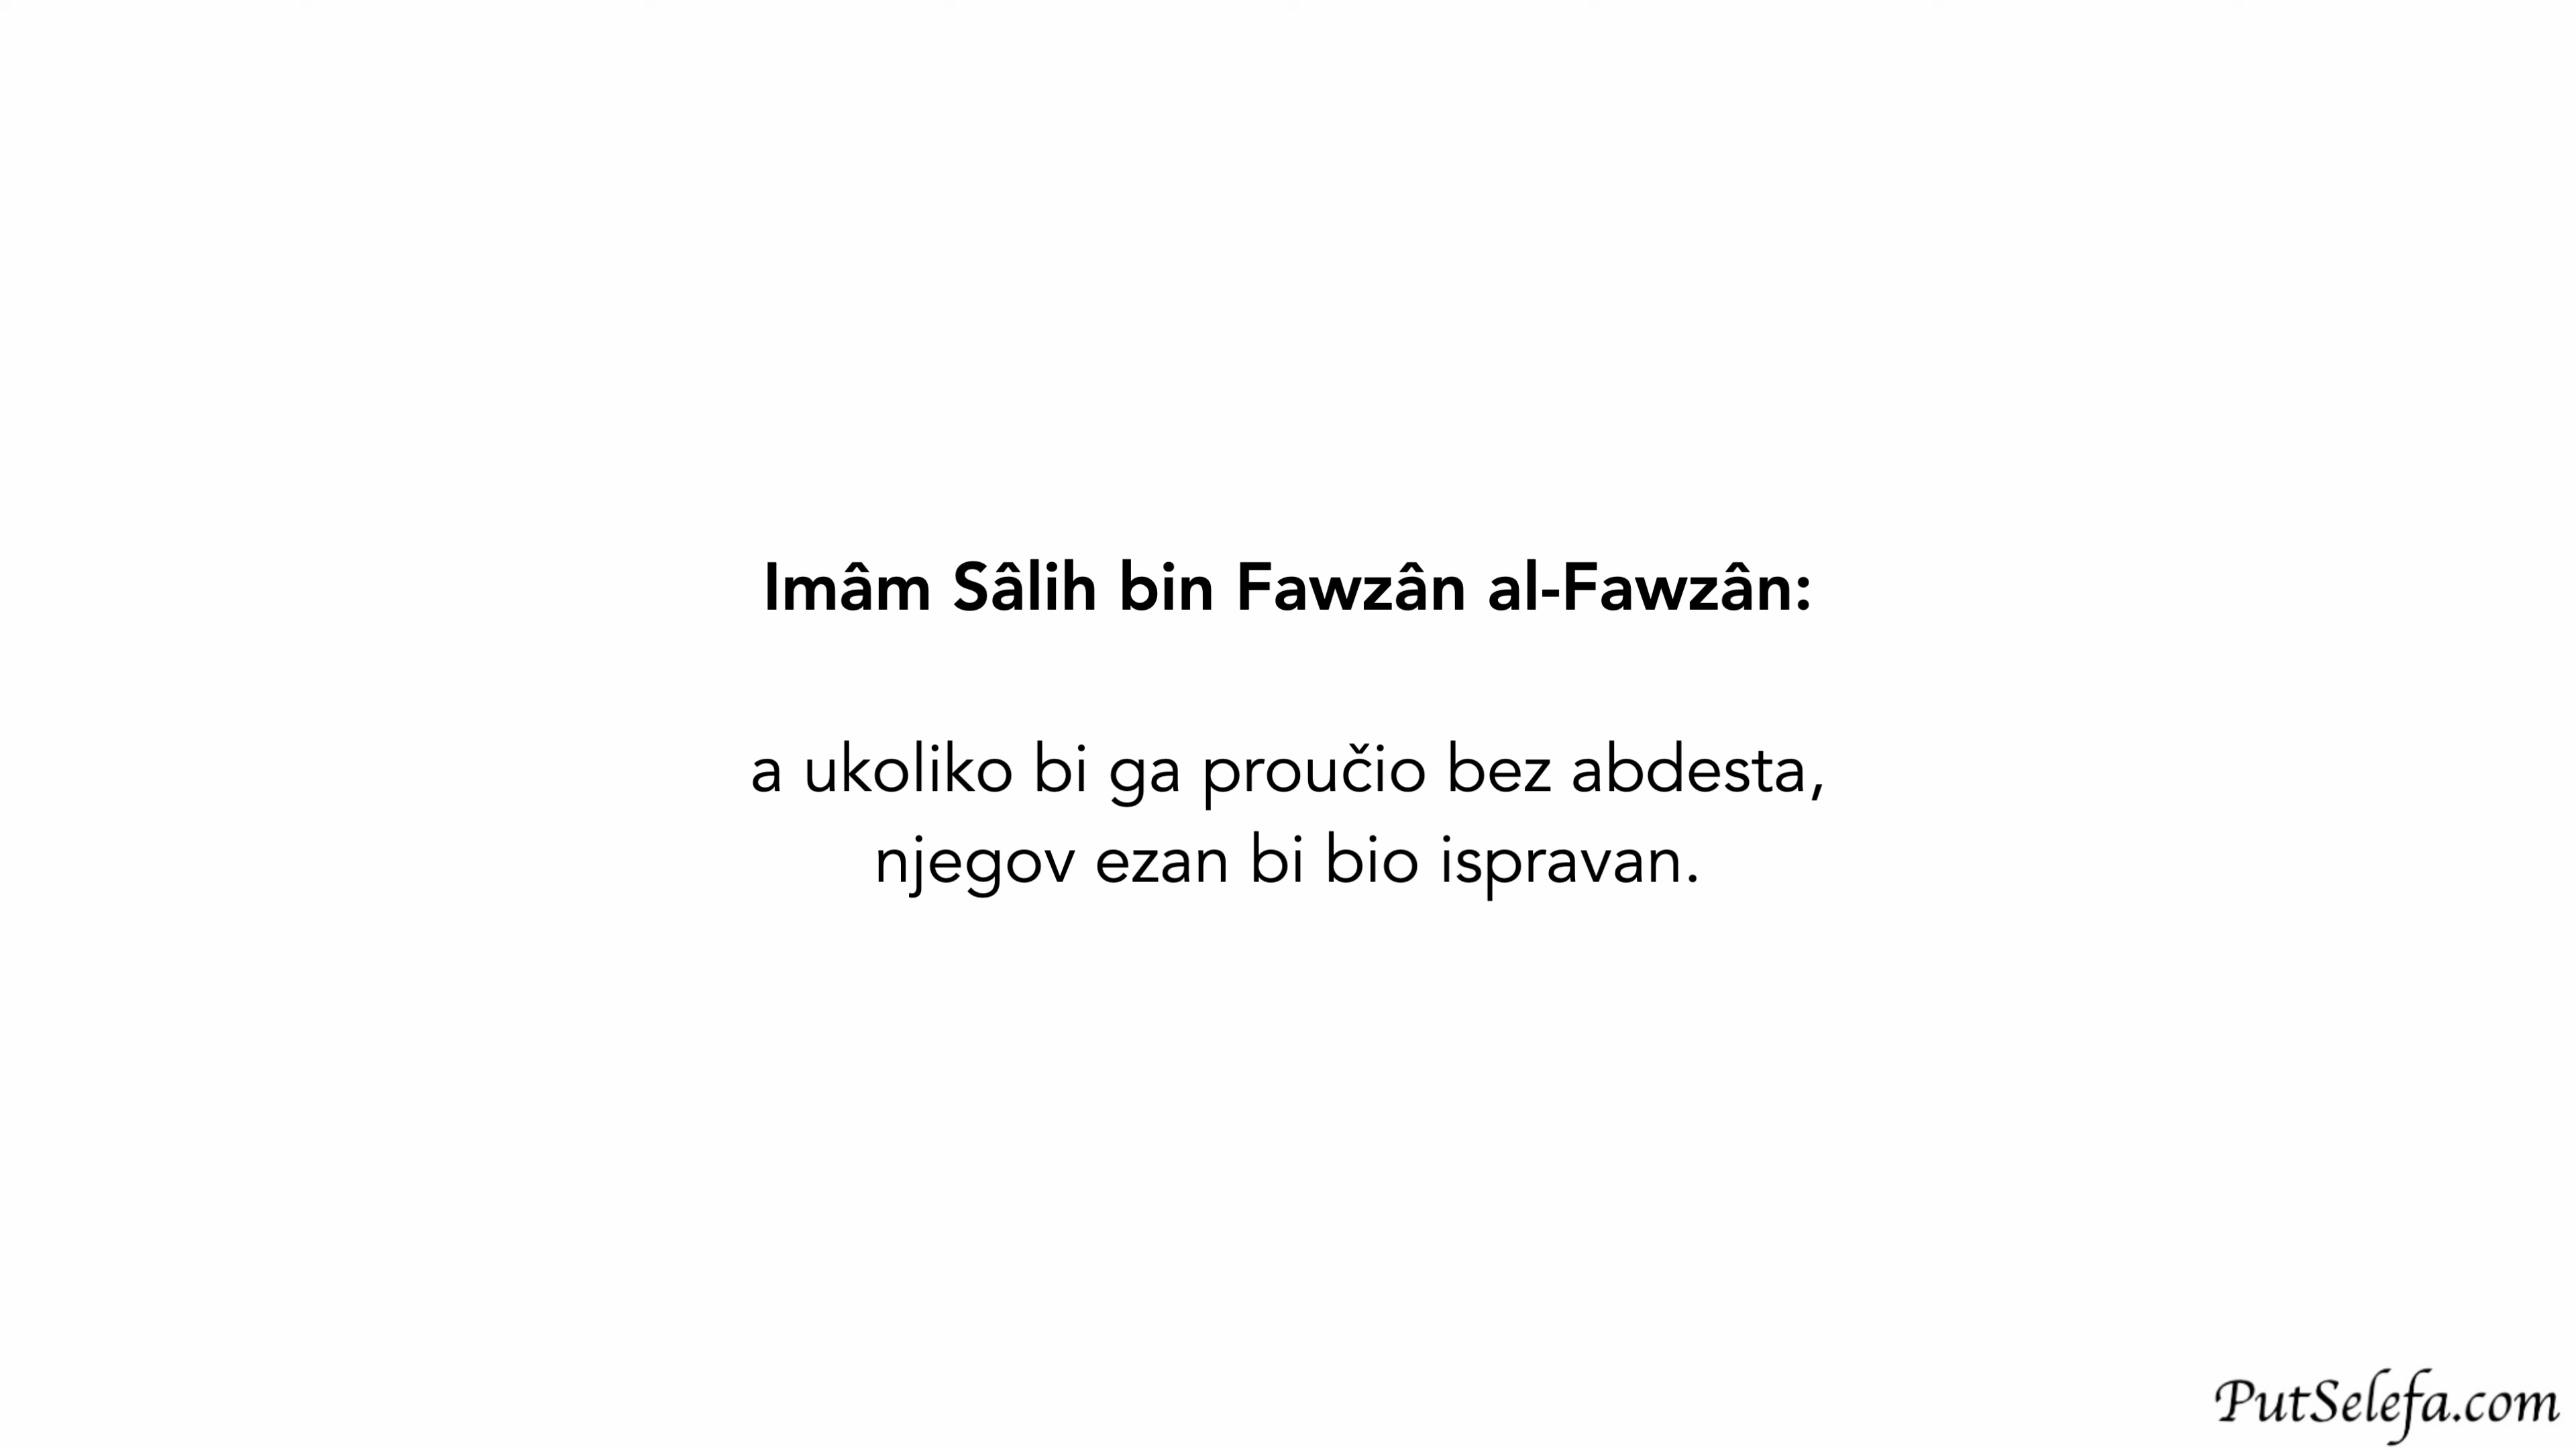 Imâm Sâlih bin Fawzân al-Fawzân:
a ukoliko bi ga proučio bez abdesta,
njegov ezan bi bio ispravan.
PutSelefa.com